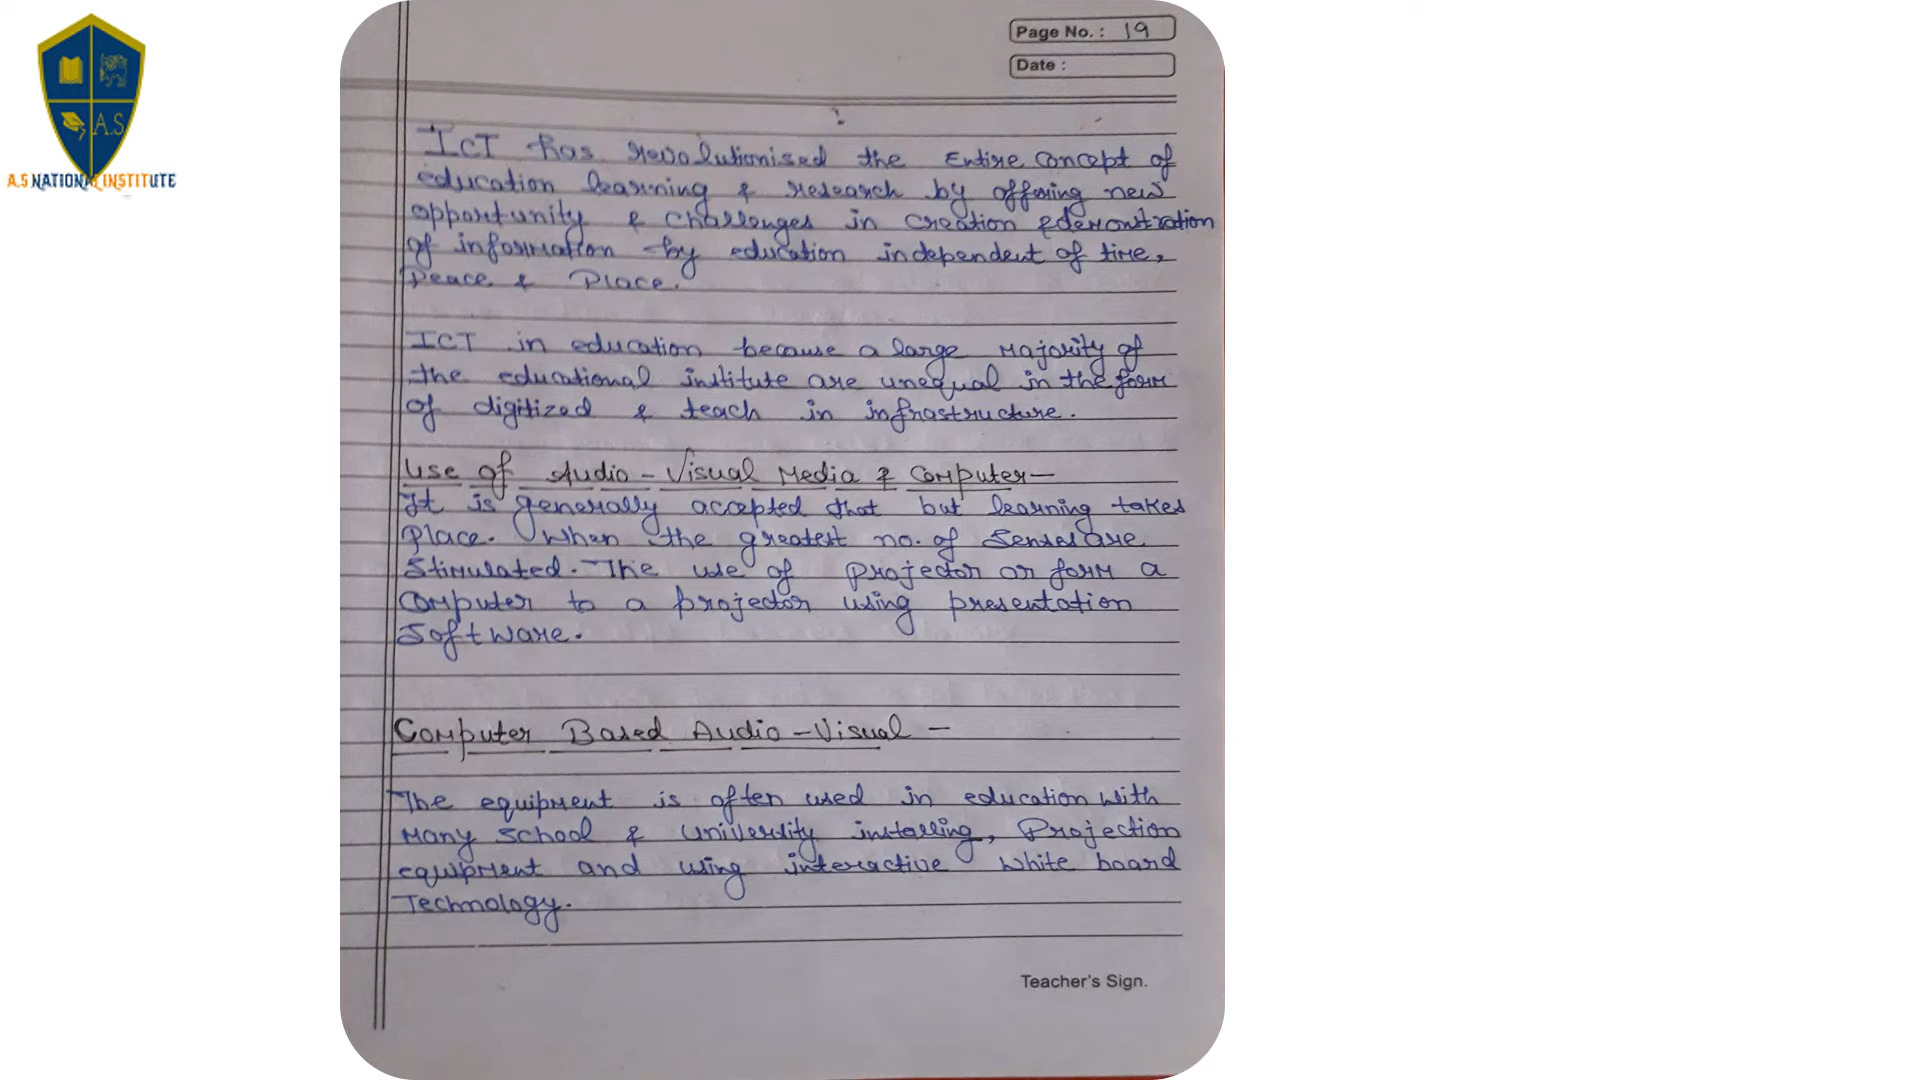 A.S
A.S NATIONAL INSTITUTE
Page No. : 19
Date :
ICT has revolutionised the Entire concept of
education learning & research by offering new
opportunity & challenges in creation & demonstration
of information by education independent of time,
Peace & Place.
ICT in education because a large majority of
the educational institute are unequal in the form
of digitized & teach in infrastructure.
Use of Audio - Visual Media & Computer -
It is generally accepted that but learning takes
place. When the greatest no. of Senses are
Stimulated. The use of projector or form a
Computer to a projector using presentation
Software.
Computer Based Audio - Visual -
The equipment is often used in education with
Many School & University installing, Projection
equipment and using interactive White board
Technology.
Teacher's Sign.